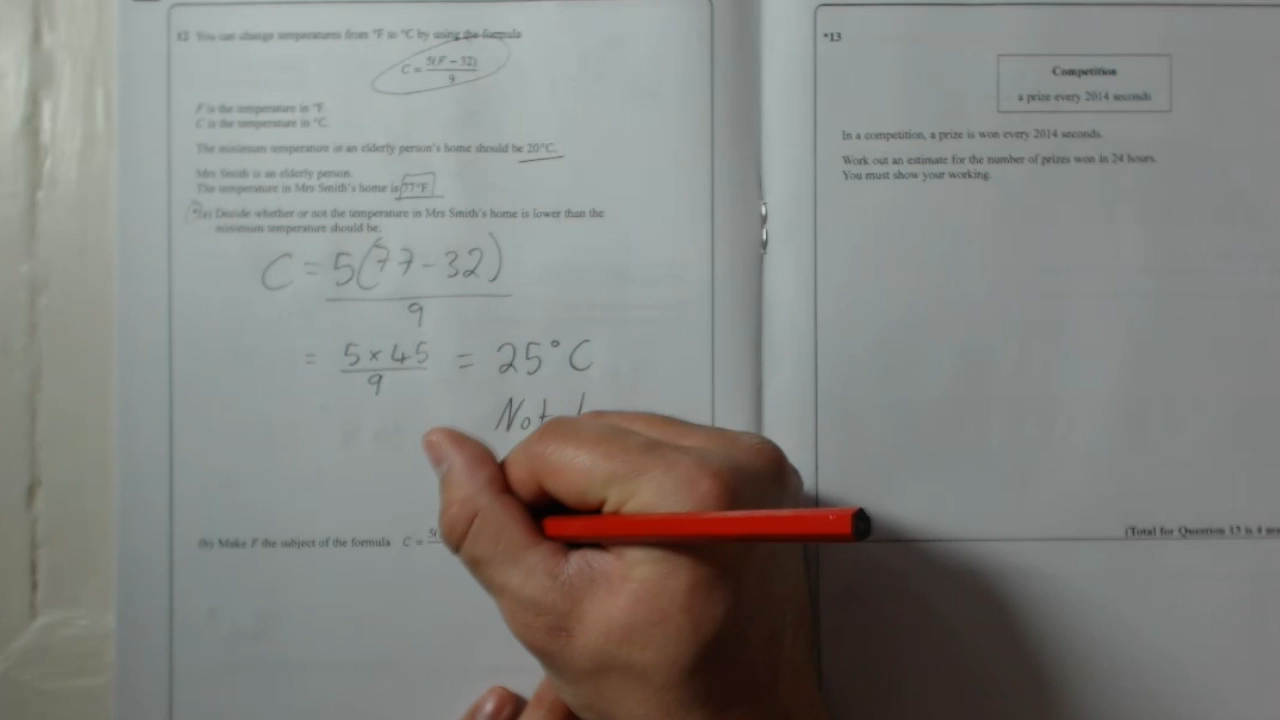 12 You can change temperatures from °F to °C by using the formula
C = 5(F − 32)
9
F is the temperature in °F.
C is the temperature in °C.
The minimum temperature in an elderly person's home should be 20°C.
Mrs Smith is an elderly person.
The temperature in Mrs Smith's home is 77°F.
*(a) Decide whether or not the temperature in Mrs Smith's home is lower than the
minimum temperature should be.
C = 5(77 - 32)
9
= 5 × 45 = 25°C
9
Not
(b) Make F the subject of the formula C = 5(
*13
Competition
a prize every 2014 seconds
In a competition, a prize is won every 2014 seconds.
Work out an estimate for the number of prizes won in 24 hours.
You must show your working.
(Total for Question 13 is 4